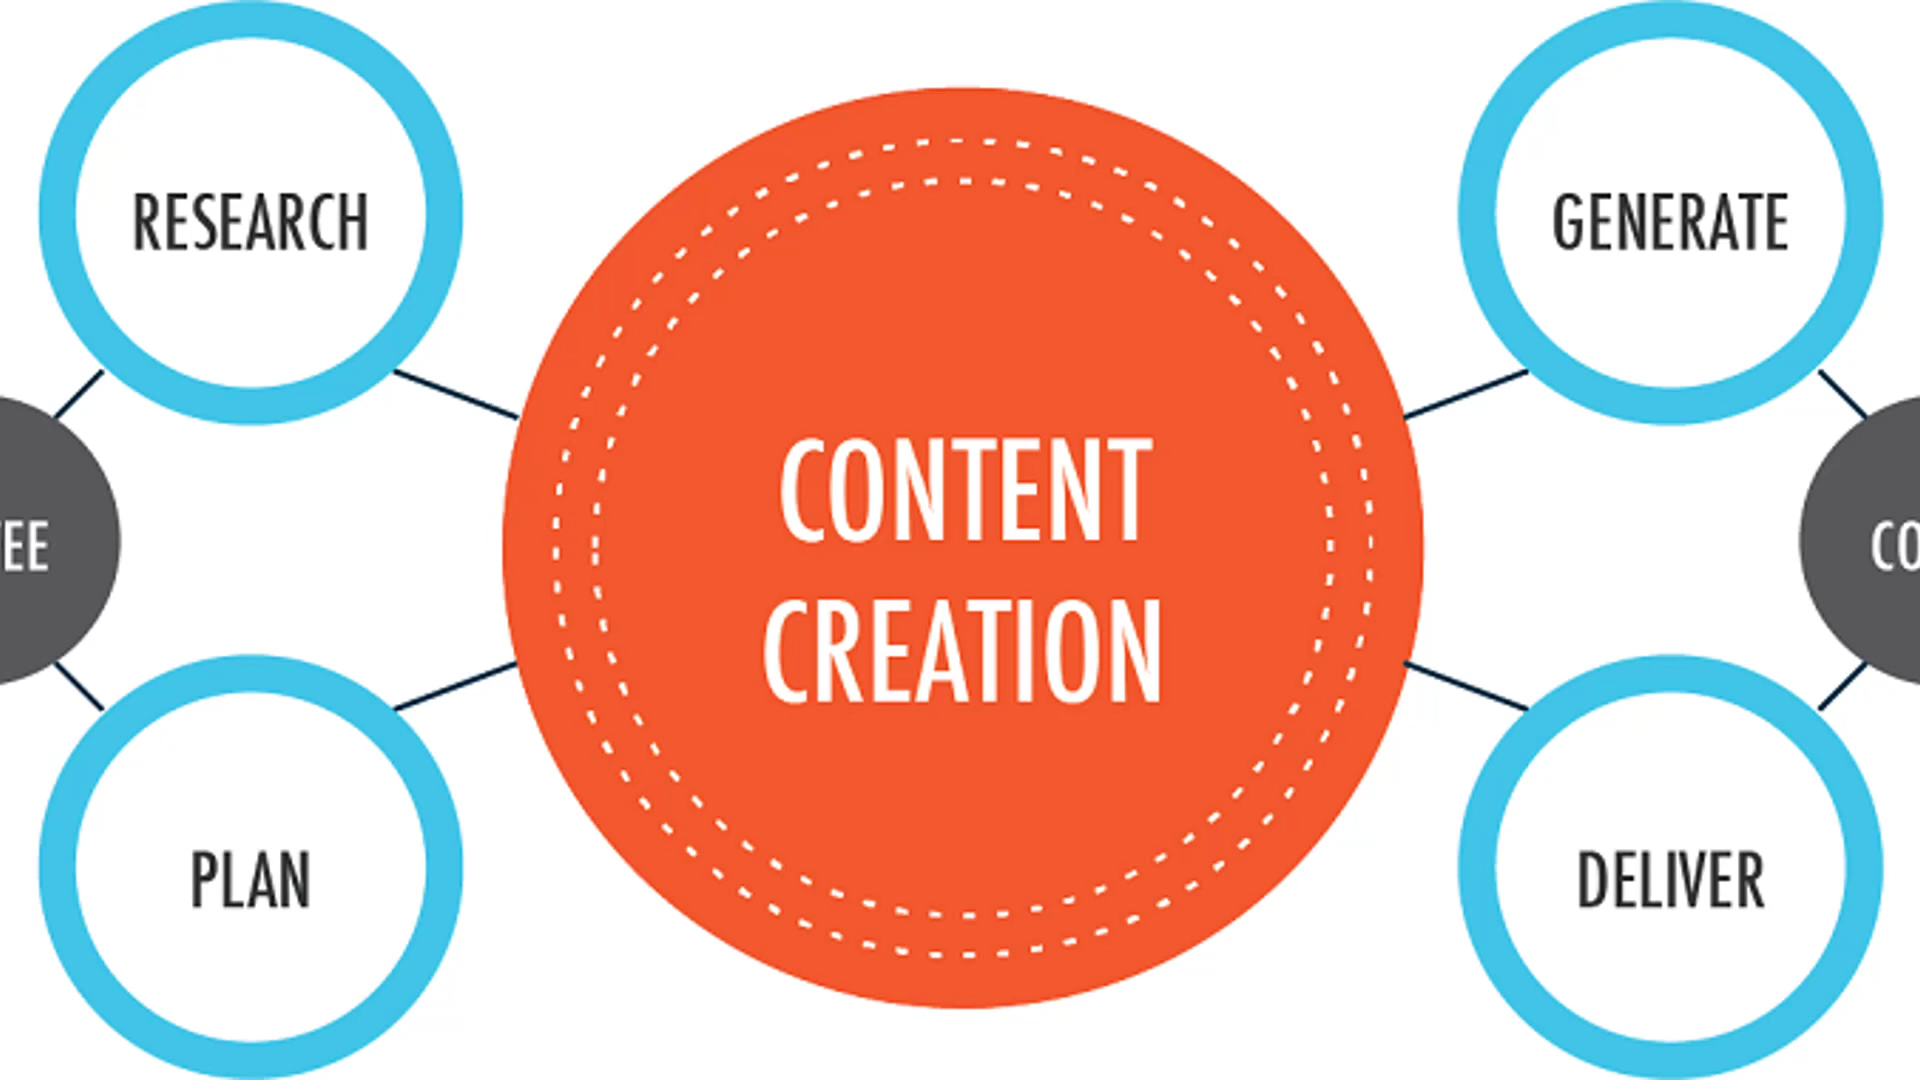 RESEARCH
GENERATE
CONTENT
CREATION
PLAN
DELIVER